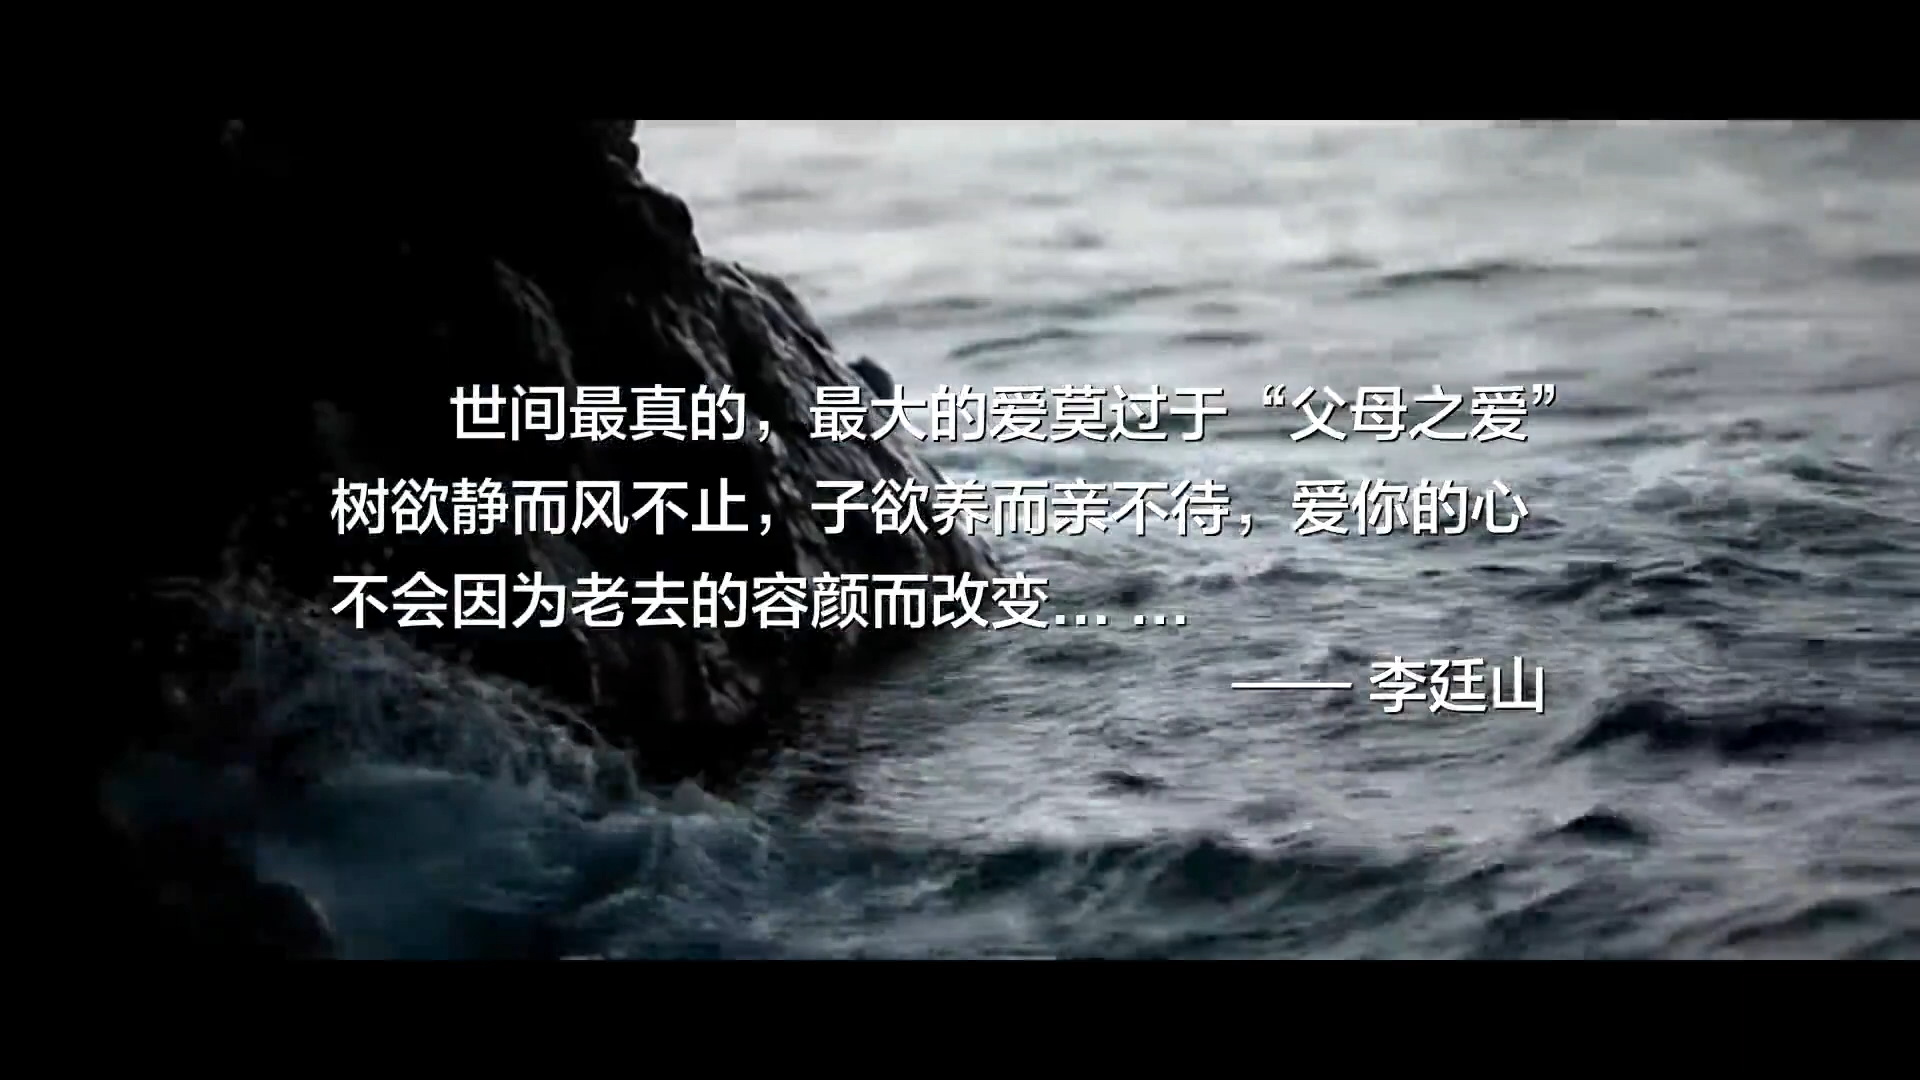 世间最真的，最大的爱莫过于“父母之爱”
树欲静而风不止，子欲养而亲不待，爱你的心
不会因为老去的容颜而改变... ...
—— 李廷山